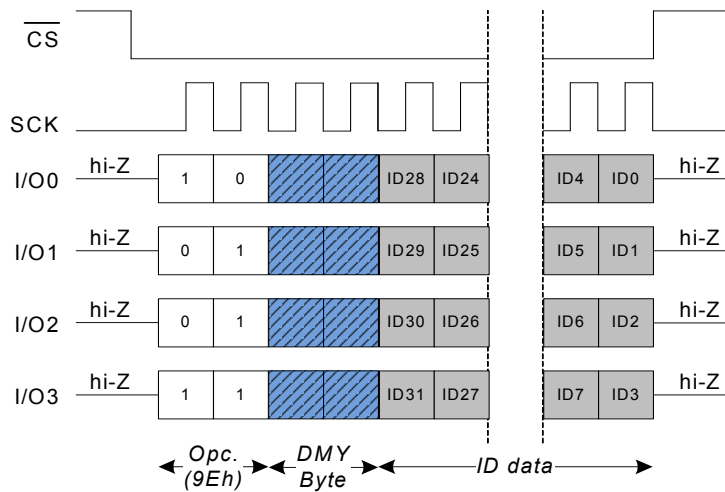 CS
SCK
I/O0 hi-Z 1 0 ID28 ID24 ID4 ID0 hi-Z
I/O1 hi-Z 0 1 ID29 ID25 ID5 ID1 hi-Z
I/O2 hi-Z 0 1 ID30 ID26 ID6 ID2 hi-Z
I/O3 hi-Z 1 1 ID31 ID27 ID7 ID3 hi-Z
Opc. DMY ID data
(9Eh) Byte